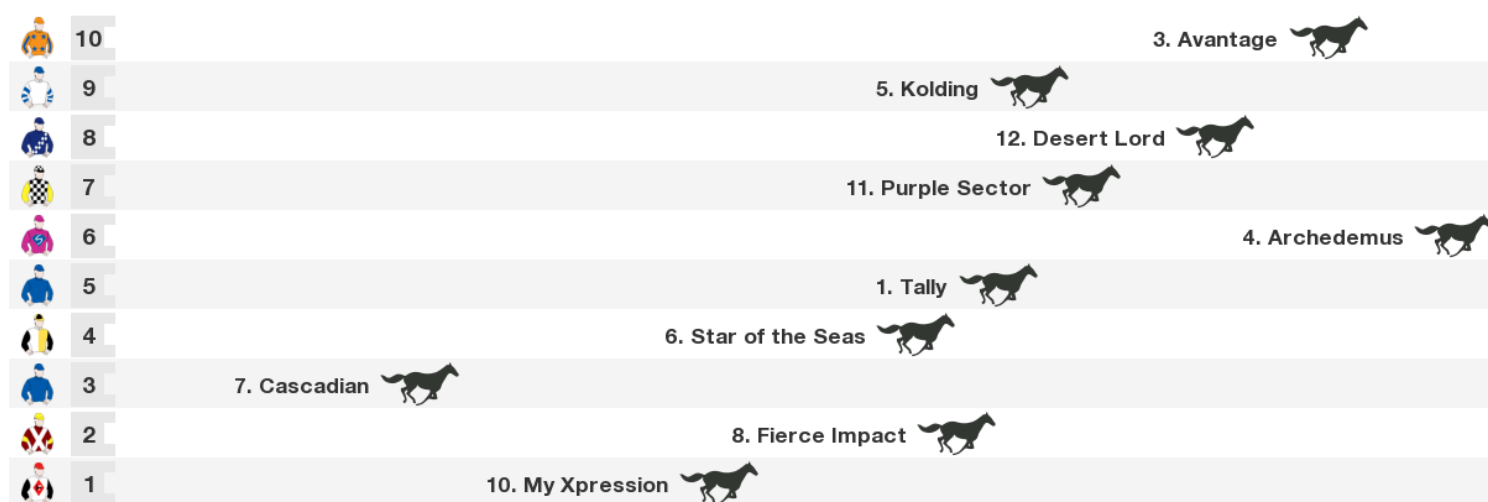 10 3. Avantage
9 5. Kolding
8 12. Desert Lord
7 11. Purple Sector
6 4. Archedemus
5 1. Tally
4 6. Star of the Seas
3 7. Cascadian
2 8. Fierce Impact
1 10. My Xpression